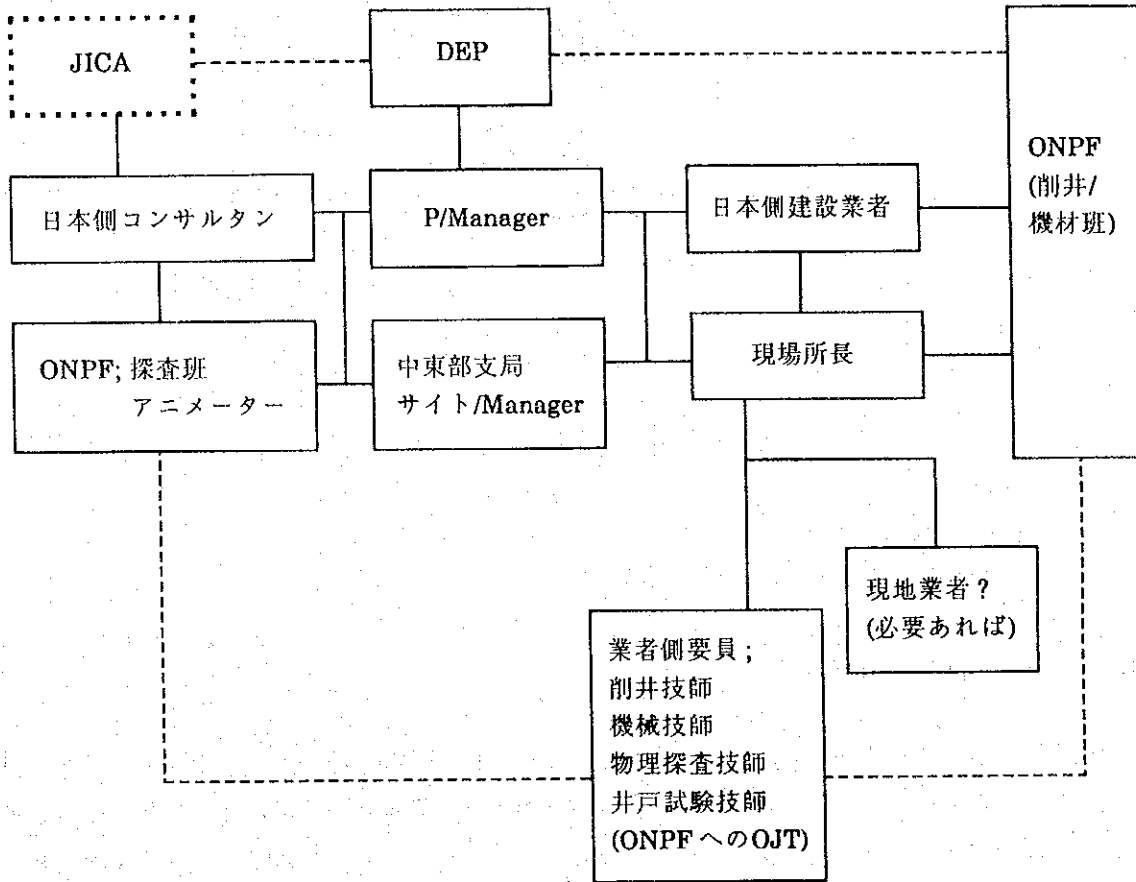 JICA
DEP
ONPF
(削井/
機材班)
日本側コンサルタン
P/Manager
日本側建設業者
ONPF; 探査班
アニメーター
中東部支局
サイト/Manager
現場所長
現地業者?
(必要あれば)
業者側要員;
削井技師
機械技師
物理探査技師
井戸試験技師
(ONPFへのOJT)